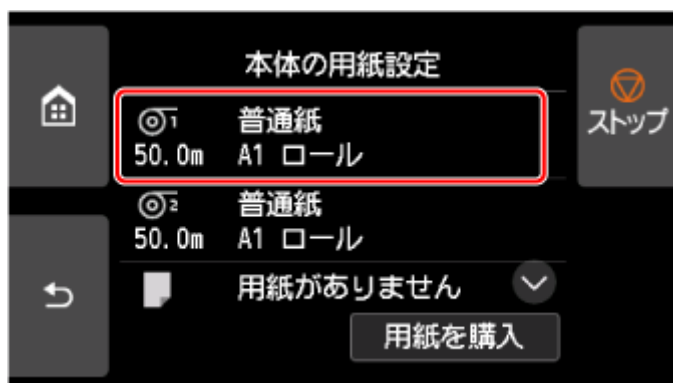 本体の用紙設定
ストップ
1 普通紙
50.0m A1 ロール
2 普通紙
50.0m A1 ロール
用紙がありません
用紙を購入